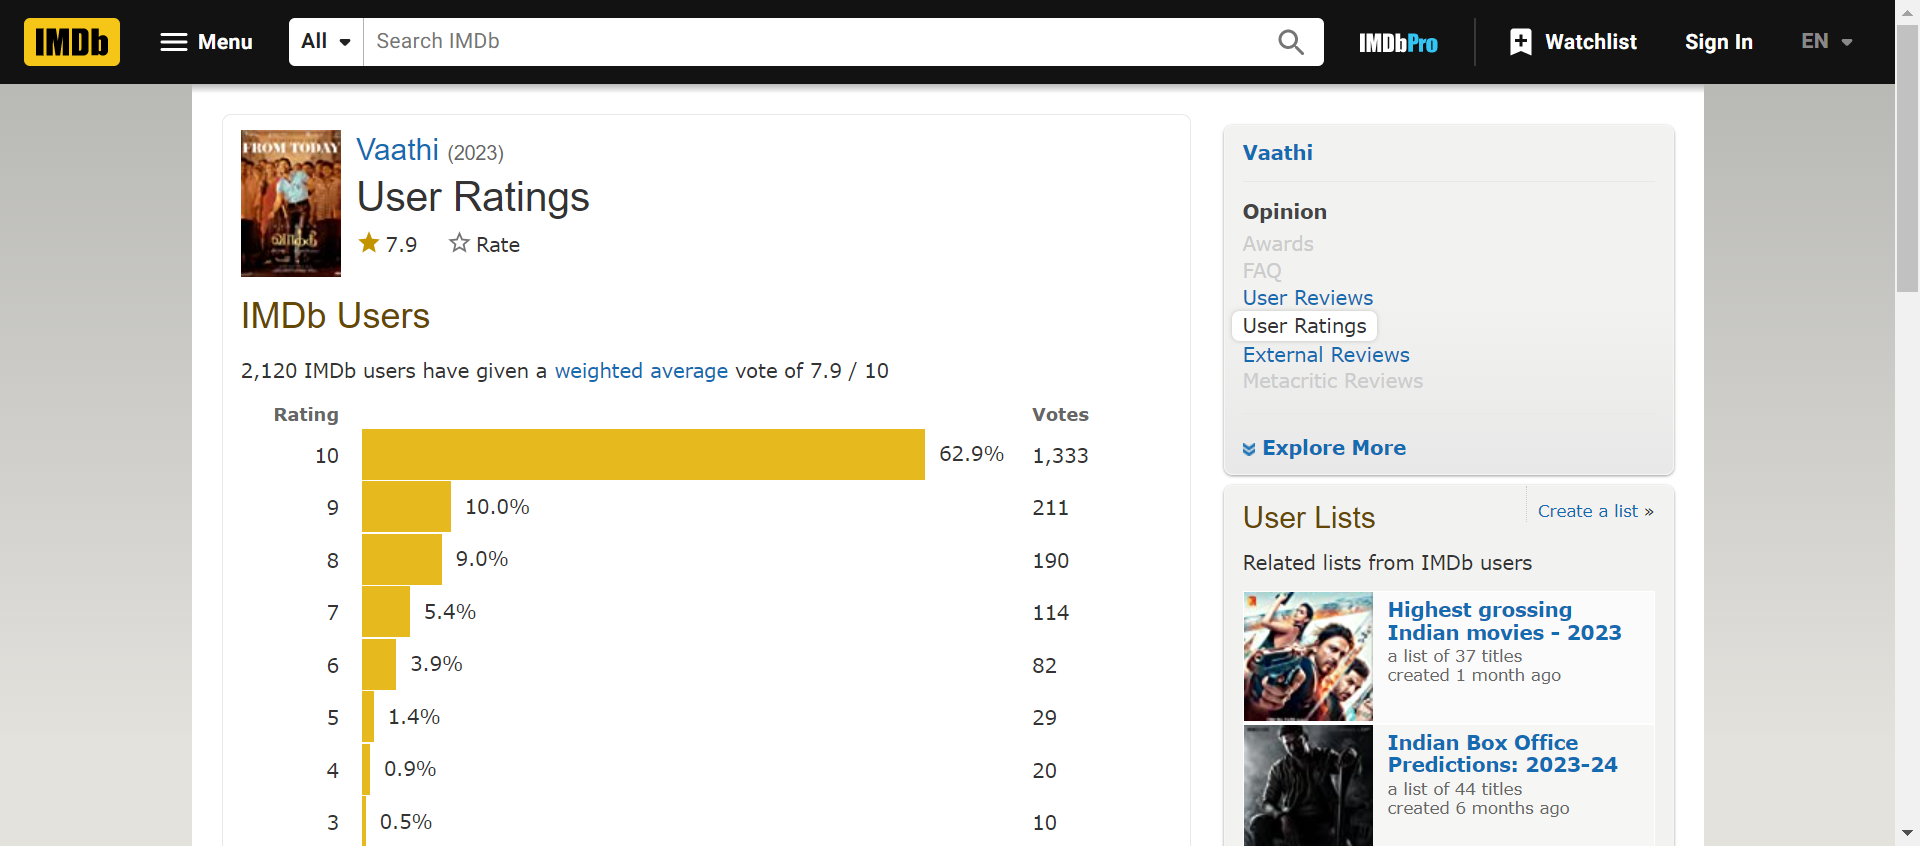 IMDb
Menu
All
Search IMDb
IMDbPro
Watchlist
Sign In
EN
FROM TODAY
வாத்தி
Vaathi (2023)
User Ratings
7.9
Rate
IMDb Users
2,120 IMDb users have given a weighted average vote of 7.9 / 10
Rating
Votes
10 62.9% 1,333
9 10.0% 211
8 9.0% 190
7 5.4% 114
6 3.9% 82
5 1.4% 29
4 0.9% 20
3 0.5% 10
Vaathi
Opinion
Awards
FAQ
User Reviews
User Ratings
External Reviews
Metacritic Reviews
Explore More
User Lists
Create a list »
Related lists from IMDb users
Highest grossing
Indian movies - 2023
a list of 37 titles
created 1 month ago
Indian Box Office
Predictions: 2023-24
a list of 44 titles
created 6 months ago